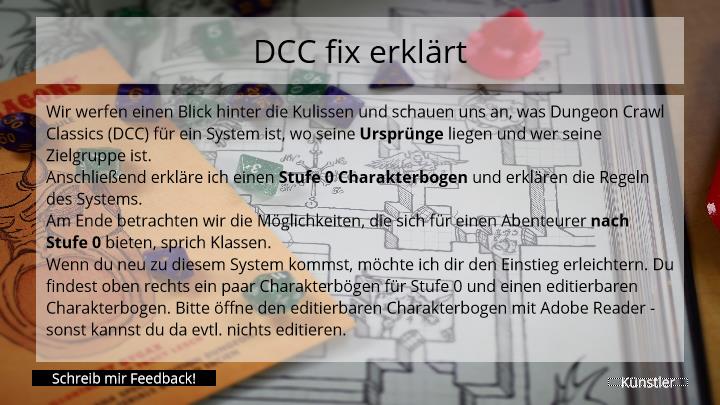 DCC fix erklärt
Wir werfen einen Blick hinter die Kulissen und schauen uns an, was Dungeon Crawl
Classics (DCC) für ein System ist, wo seine Ursprünge liegen und wer seine
Zielgruppe ist.
Anschließend erkläre ich einen Stufe 0 Charakterbogen und erklären die Regeln
des Systems.
Am Ende betrachten wir die Möglichkeiten, die sich für einen Abenteurer nach
Stufe 0 bieten, sprich Klassen.
Wenn du neu zu diesem System kommst, möchte ich dir den Einstieg erleichtern. Du
findest oben rechts ein paar Charakterbögen für Stufe 0 und einen editierbaren
Charakterbogen. Bitte öffne den editierbaren Charakterbogen mit Adobe Reader -
sonst kannst du da evtl. nichts editieren.
Schreib mir Feedback!
Künstler